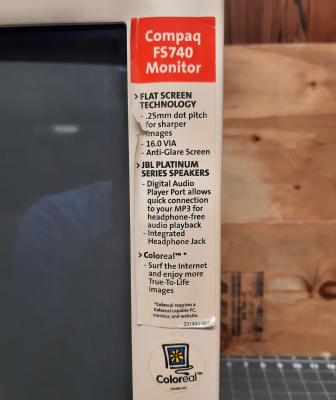 Compaq
FS740
Monitor
› FLAT SCREEN
TECHNOLOGY
- .25mm dot pitch
for sharper
images
- 16.0 VIA
- Anti-Glare Screen
› JBL PLATINUM
SERIES SPEAKERS
- Digital Audio
Player Port allows
quick connection
to your MP3 for
headphone-free
audio playback
- Integrated
Headphone Jack
› Coloreal™ *
- Surf the Internet
and enjoy more
True-To-Life
images
*Coloreal requires a
Coloreal capable PC,
monitor, and website.
Coloreal™